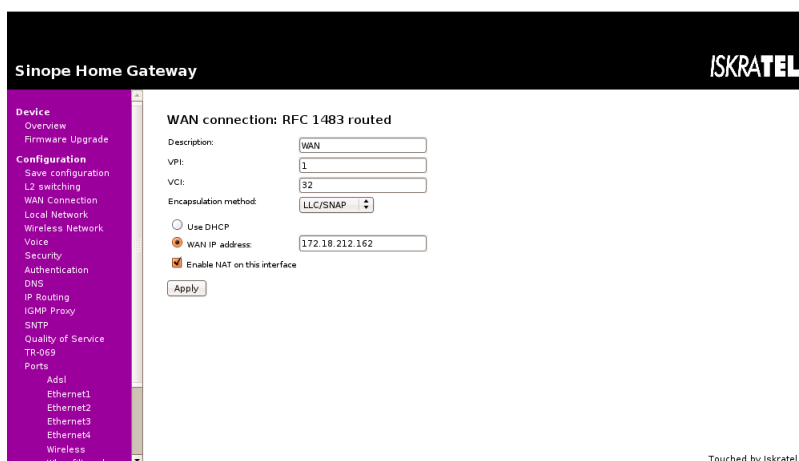 Sinope Home Gateway
ISKRATEL
Device
Overview
Firmware Upgrade
Configuration
Save configuration
L2 switching
WAN Connection
Local Network
Wireless Network
Voice
Security
Authentication
DNS
IP Routing
IGMP Proxy
SNTP
Quality of Service
TR-069
Ports
Adsl
Ethernet1
Ethernet2
Ethernet3
Ethernet4
Wireless
WAN connection: RFC 1483 routed
Description: WAN
VPI: 1
VCI: 32
Encapsulation method: LLC/SNAP
Use DHCP
WAN IP address: 172.18.212.162
Enable NAT on this interface
Apply
Touched by Iskratel